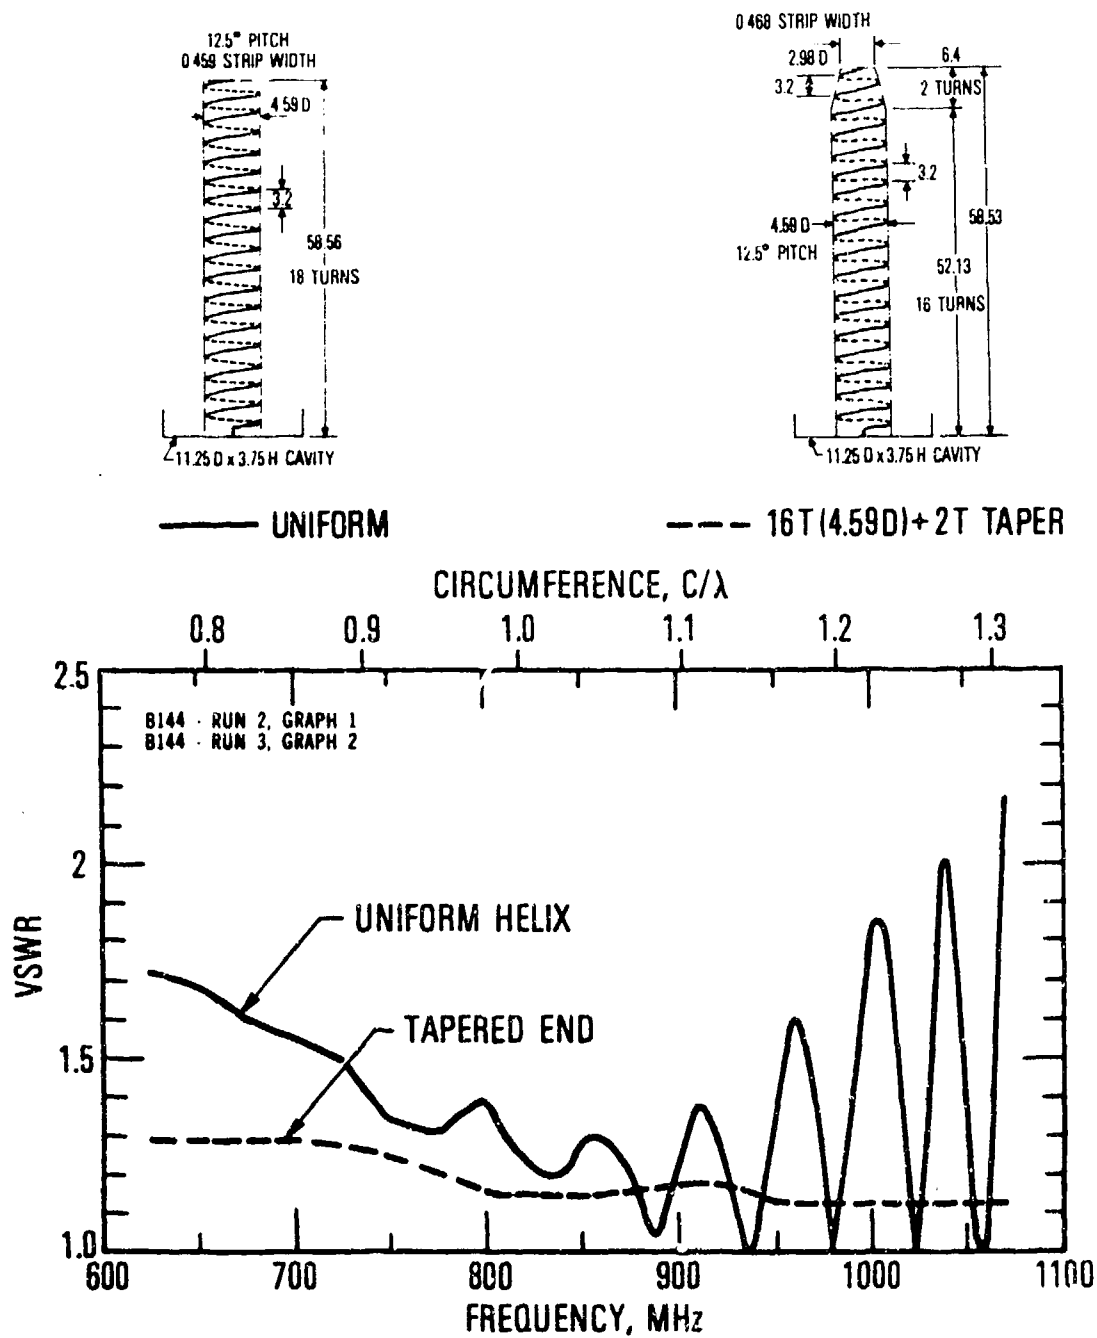 12.5° PITCH
0.459 STRIP WIDTH
4.59 D
3.2
58.56
18 TURNS
11.25 D x 3.75 H CAVITY
0.468 STRIP WIDTH
2.98 D
6.4
3.2
2 TURNS
3.2
4.59 D
58.53
12.5° PITCH
52.13
16 TURNS
11.25 D x 3.75 H CAVITY
UNIFORM
16T (4.59D) + 2T TAPER
CIRCUMFERENCE, C/λ
0.8 0.9 1.0 1.1 1.2 1.3
2.5
B144 - RUN 2, GRAPH 1
B144 - RUN 3, GRAPH 2
2
UNIFORM HELIX
VSWR
TAPERED END
1.5
1.0
600 700 800 900 1000 1100
FREQUENCY, MHz